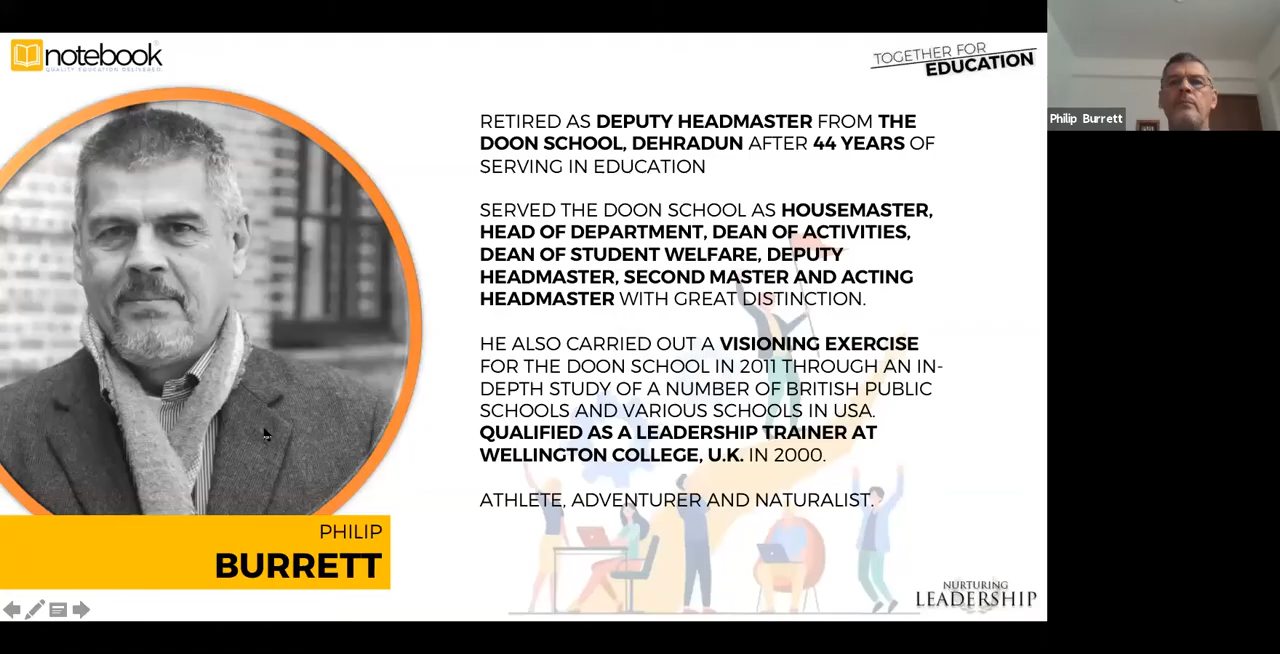 notebook
QUALITY EDUCATION DELIVERED
TOGETHER FOR
EDUCATION
RETIRED AS DEPUTY HEADMASTER FROM THE
DOON SCHOOL, DEHRADUN AFTER 44 YEARS OF
SERVING IN EDUCATION
SERVED THE DOON SCHOOL AS HOUSEMASTER,
HEAD OF DEPARTMENT, DEAN OF ACTIVITIES,
DEAN OF STUDENT WELFARE, DEPUTY
HEADMASTER, SECOND MASTER AND ACTING
HEADMASTER WITH GREAT DISTINCTION.
HE ALSO CARRIED OUT A VISIONING EXERCISE
FOR THE DOON SCHOOL IN 2011 THROUGH AN IN-
DEPTH STUDY OF A NUMBER OF BRITISH PUBLIC
SCHOOLS AND VARIOUS SCHOOLS IN USA.
QUALIFIED AS A LEADERSHIP TRAINER AT
WELLINGTON COLLEGE, U.K. IN 2000.
ATHLETE, ADVENTURER AND NATURALIST.
PHILIP
BURRETT
NURTURING
LEADERSHIP
Philip Burrett